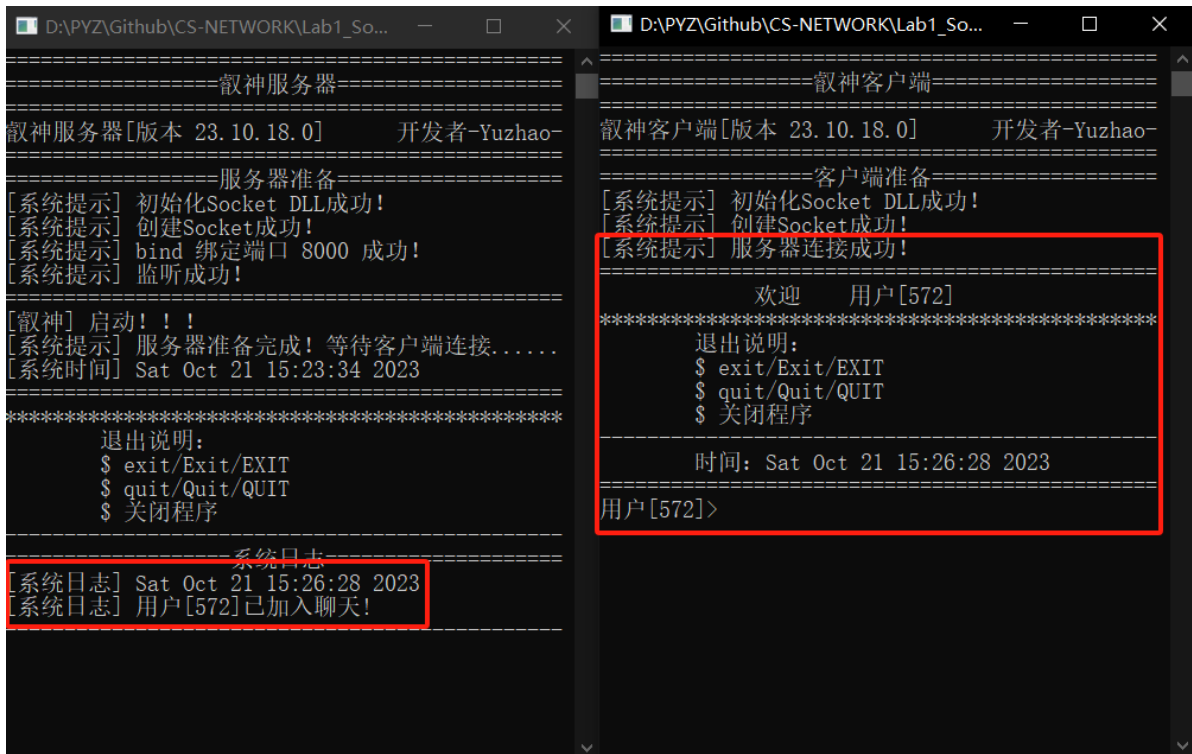 D:\PYZ\Github\CS-NETWORK\Lab1_So...
==================叡神服务器===================
叡神服务器[版本 23.10.18.0] 开发者-Yuzhao-
==================服务器准备===================
[系统提示] 初始化Socket DLL成功!
[系统提示] 创建Socket成功!
[系统提示] bind 绑定端口 8000 成功!
[系统提示] 监听成功!
[叡神] 启动!!!
[系统提示] 服务器准备完成!等待客户端连接......
[系统时间] Sat Oct 21 15:23:34 2023
***********************************************
退出说明:
$ exit/Exit/EXIT
$ quit/Quit/QUIT
$ 关闭程序
===================系统日志====================
[系统日志] Sat Oct 21 15:26:28 2023
[系统日志] 用户[572]已加入聊天!
D:\PYZ\Github\CS-NETWORK\Lab1_So...
==================叡神客户端===================
叡神客户端[版本 23.10.18.0] 开发者-Yuzhao-
==================客户端准备===================
[系统提示] 初始化Socket DLL成功!
[系统提示] 创建Socket成功!
[系统提示] 服务器连接成功!
欢迎 用户[572]
***********************************************
退出说明:
$ exit/Exit/EXIT
$ quit/Quit/QUIT
$ 关闭程序
时间: Sat Oct 21 15:26:28 2023
用户[572]>